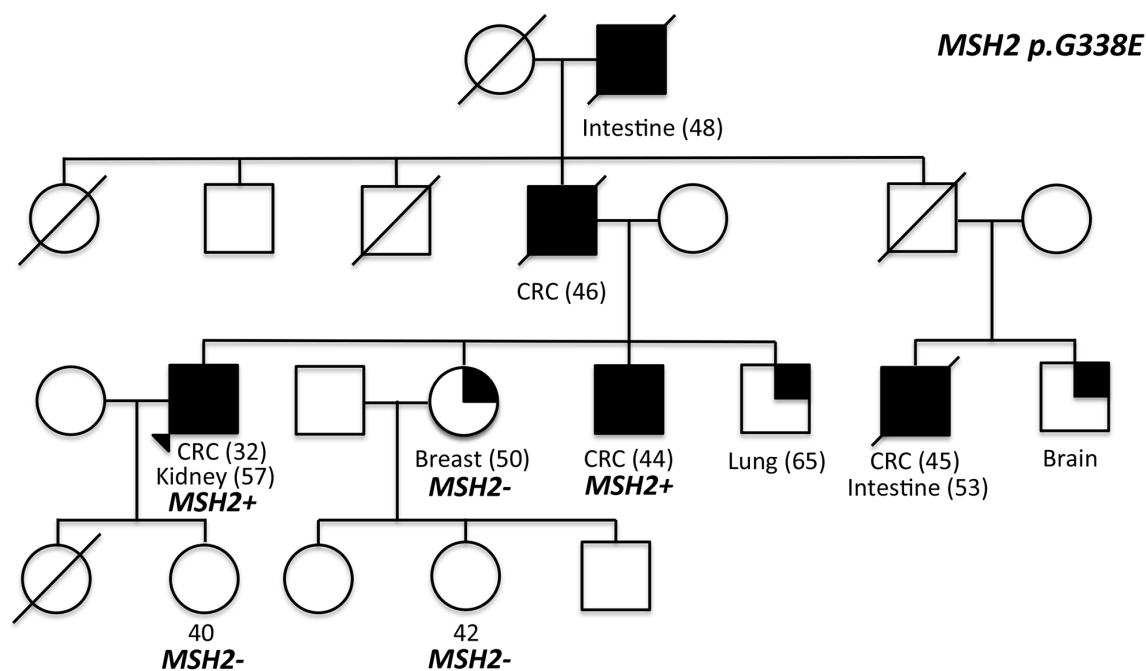 MSH2 p.G338E
Intestine (48)
CRC (46)
CRC (32)
Kidney (57)
MSH2+
Breast (50)
MSH2-
CRC (44)
MSH2+
Lung (65)
CRC (45)
Intestine (53)
Brain
40
MSH2-
42
MSH2-